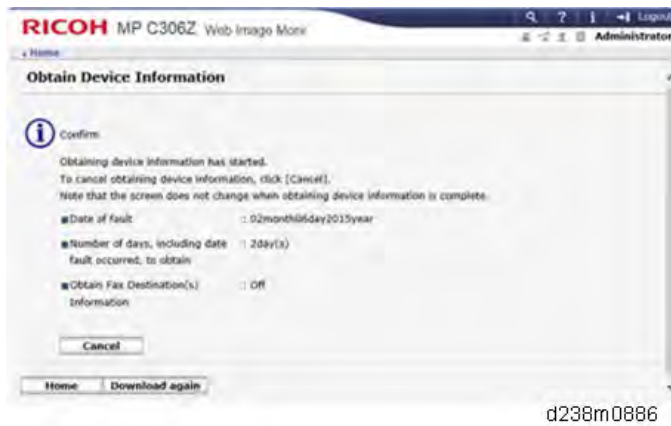 RICOH MP C306Z Web Image Monitor
? i Logout
Administrator
Home
Obtain Device Information
i Confirm
Obtaining device information has started.
To cancel obtaining device information, click [Cancel].
Note that the screen does not change when obtaining device information is complete.
■Date of fault : 02month06day2015year
■Number of days, including date : 2day(s)
fault occurred, to obtain
■Obtain Fax Destination(s) : Off
Information
Cancel
Home Download again
d238m0886